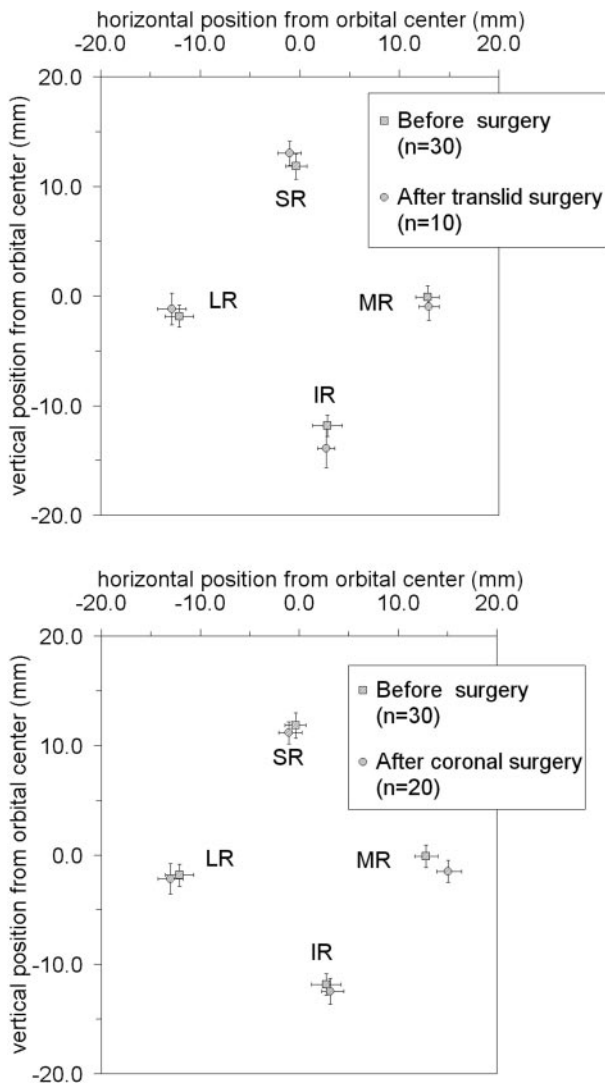 horizontal position from orbital center (mm)
-20.0 -10.0 0.0 10.0 20.0
vertical position from orbital center (mm)
20.0
10.0
0.0
-10.0
-20.0
Before surgery
(n=30)
After translid surgery
(n=10)
SR
LR
MR
IR
horizontal position from orbital center (mm)
-20.0 -10.0 0.0 10.0 20.0
vertical position from orbital center (mm)
20.0
10.0
0.0
-10.0
-20.0
Before surgery
(n=30)
After coronal surgery
(n=20)
SR
LR
MR
IR